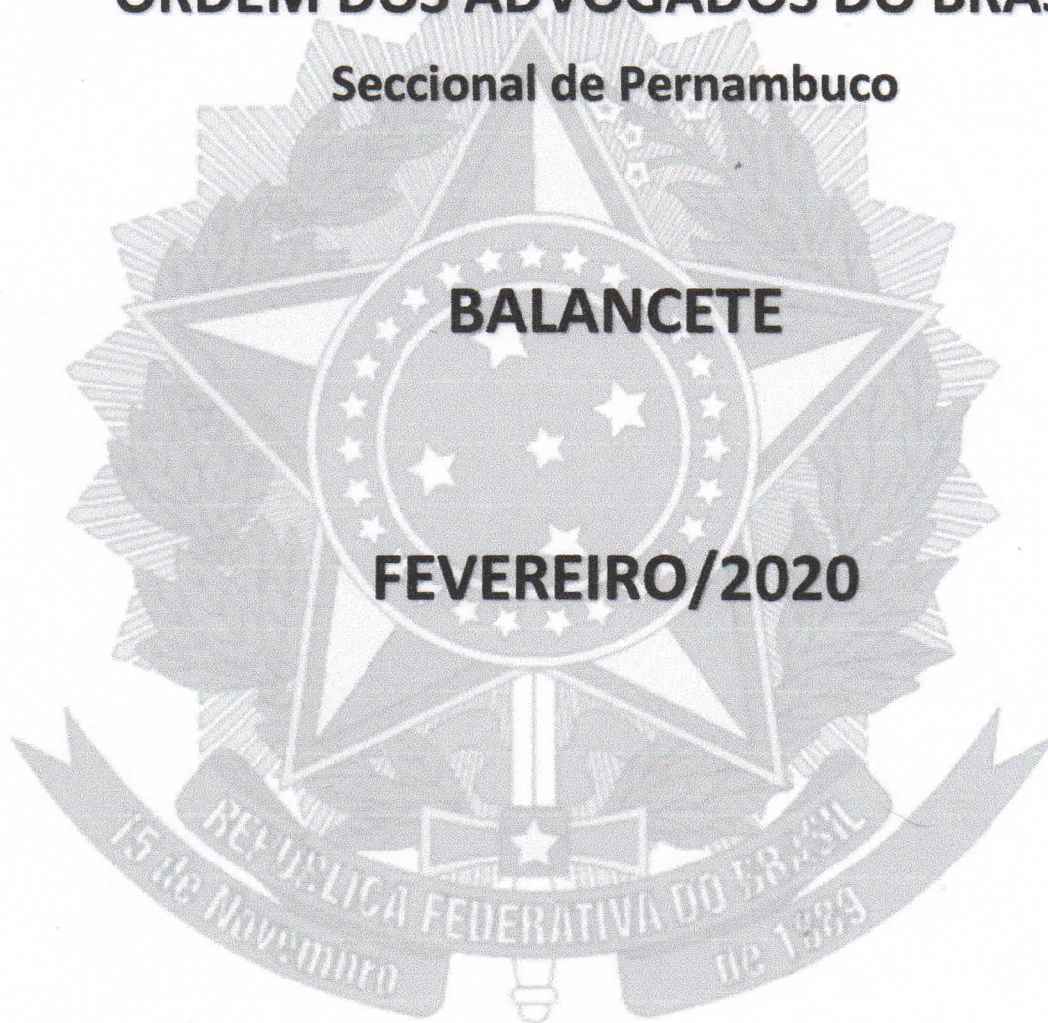 ORDEM DOS ADVOGADOS DO BRAS
Seccional de Pernambuco
BALANCETE
FEVEREIRO/2020
REPÚBLICA FEDERATIVA DO BRASIL
15 de Novembro
de 1889